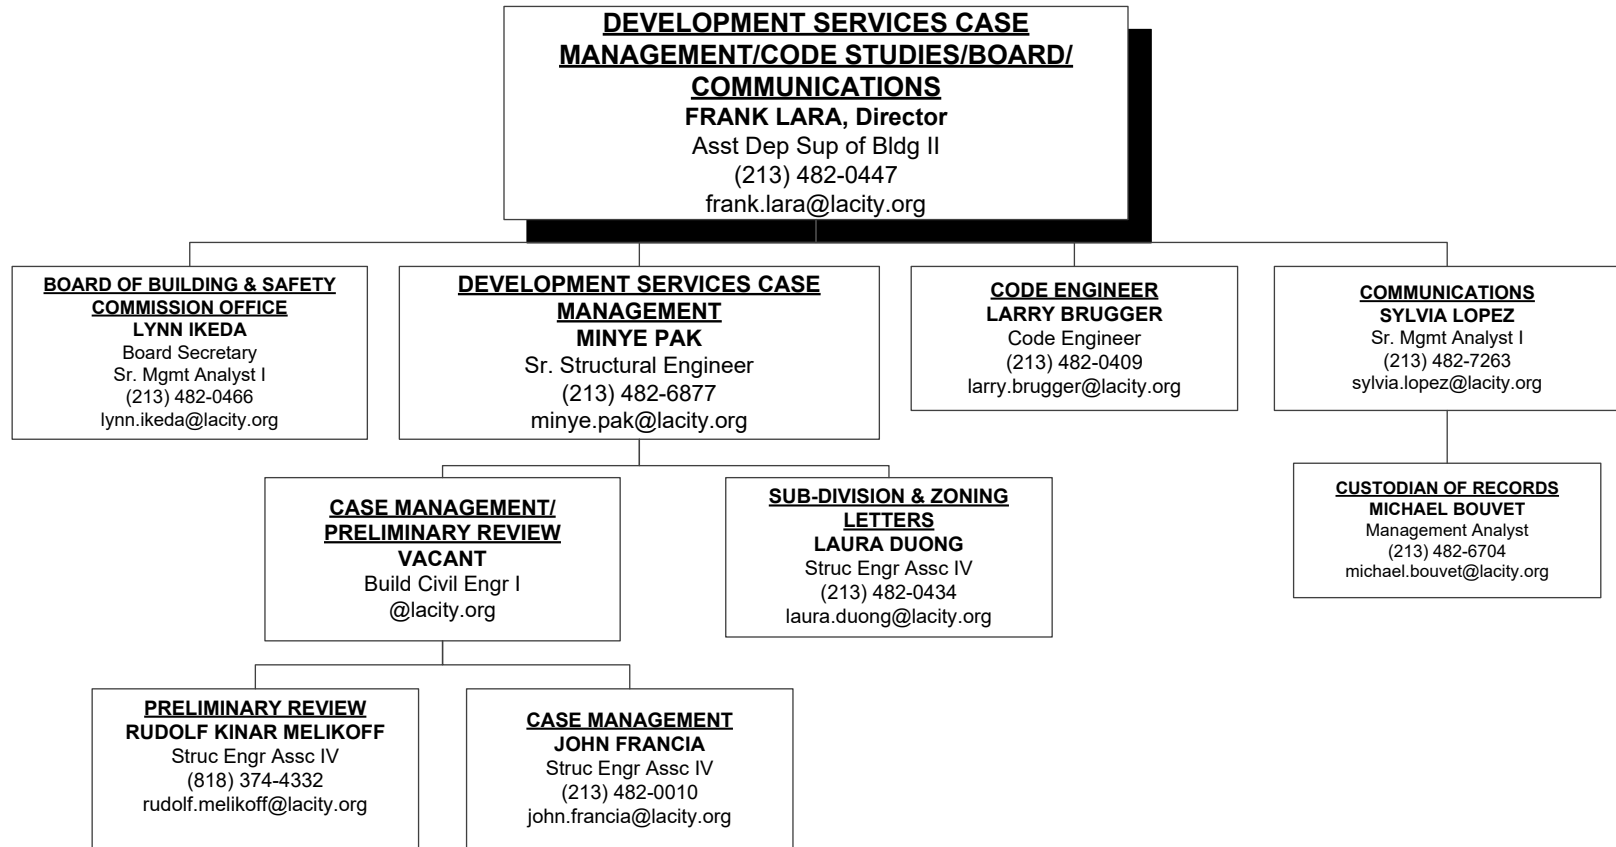 DEVELOPMENT SERVICES CASE
MANAGEMENT/CODE STUDIES/BOARD/
COMMUNICATIONS
FRANK LARA, Director
Asst Dep Sup of Bldg II
(213) 482-0447
frank.lara@lacity.org
BOARD OF BUILDING & SAFETY
COMMISSION OFFICE
LYNN IKEDA
Board Secretary
Sr. Mgmt Analyst I
(213) 482-0466
lynn.ikeda@lacity.org
DEVELOPMENT SERVICES CASE
MANAGEMENT
MINYE PAK
Sr. Structural Engineer
(213) 482-6877
minye.pak@lacity.org
CODE ENGINEER
LARRY BRUGGER
Code Engineer
(213) 482-0409
larry.brugger@lacity.org
COMMUNICATIONS
SYLVIA LOPEZ
Sr. Mgmt Analyst I
(213) 482-7263
sylvia.lopez@lacity.org
CASE MANAGEMENT/
PRELIMINARY REVIEW
VACANT
Build Civil Engr I
@lacity.org
SUB-DIVISION & ZONING
LETTERS
LAURA DUONG
Struc Engr Assc IV
(213) 482-0434
laura.duong@lacity.org
CUSTODIAN OF RECORDS
MICHAEL BOUVET
Management Analyst
(213) 482-6704
michael.bouvet@lacity.org
PRELIMINARY REVIEW
RUDOLF KINAR MELIKOFF
Struc Engr Assc IV
(818) 374-4332
rudolf.melikoff@lacity.org
CASE MANAGEMENT
JOHN FRANCIA
Struc Engr Assc IV
(213) 482-0010
john.francia@lacity.org